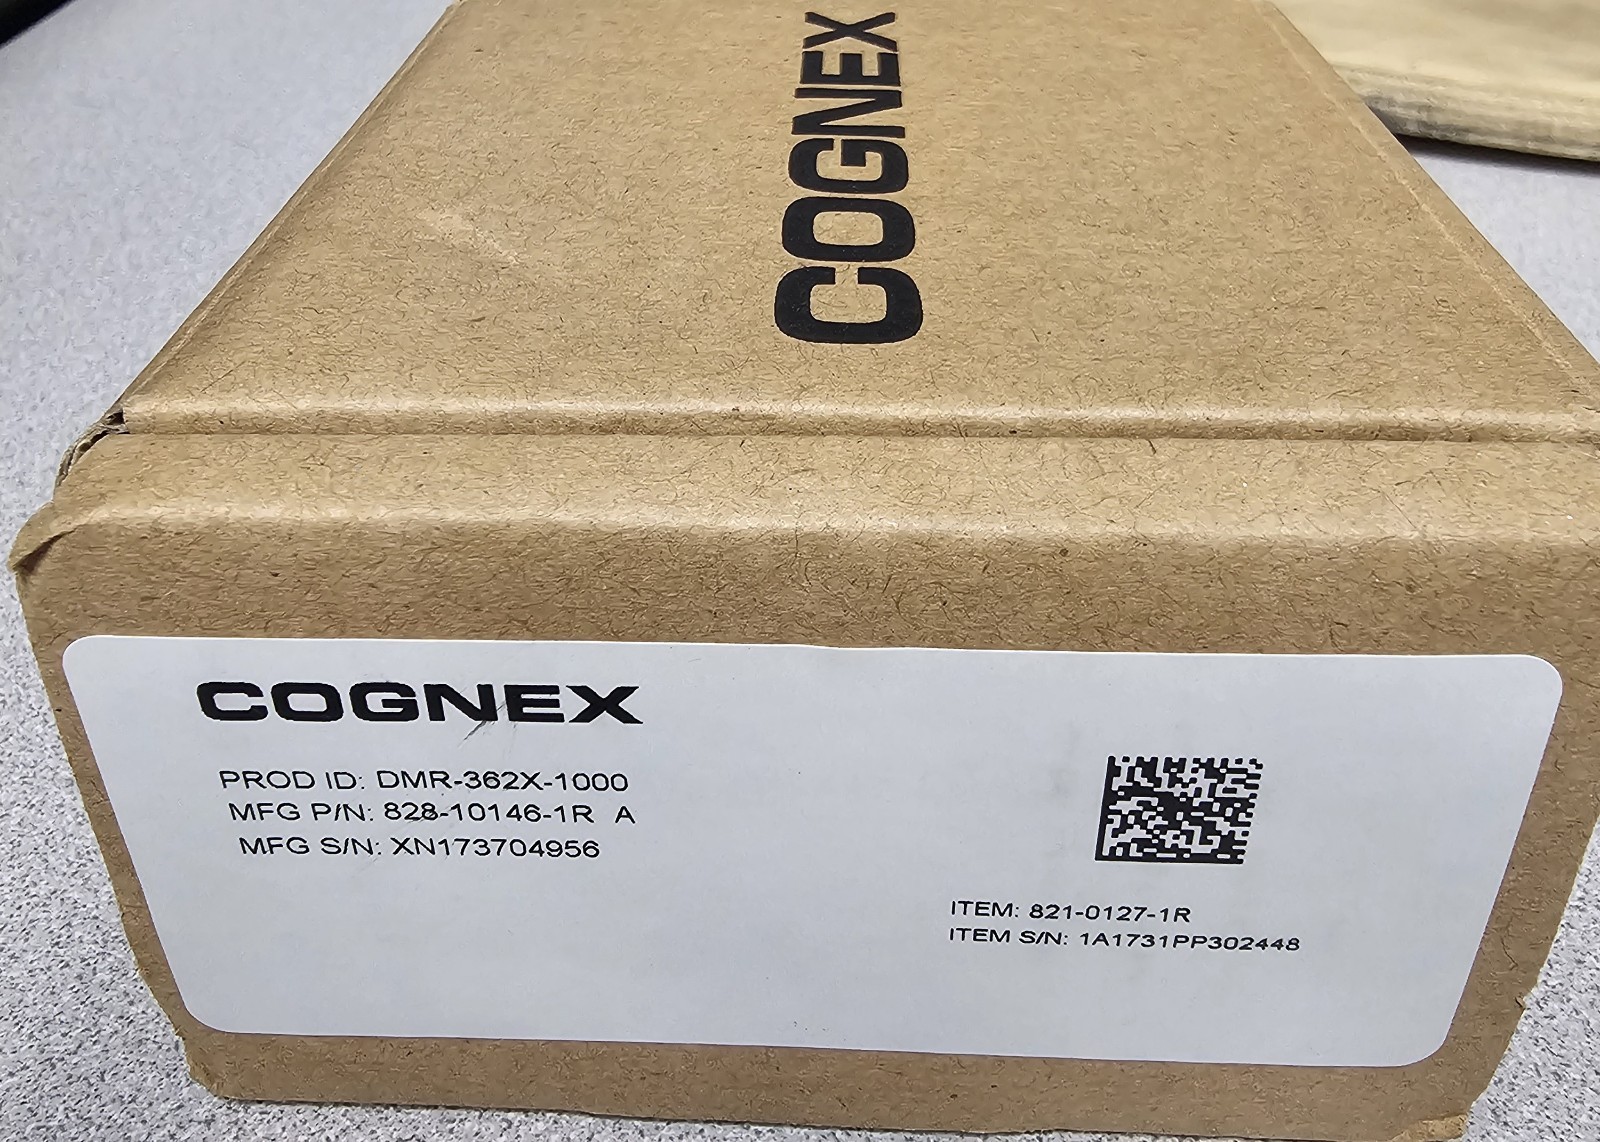 COGNEX
COGNEX
PROD ID: DMR-362X-1000
MFG P/N: 828-10146-1R A
MFG S/N: XN173704956
ITEM: 821-0127-1R
ITEM S/N: 1A1731PP302448